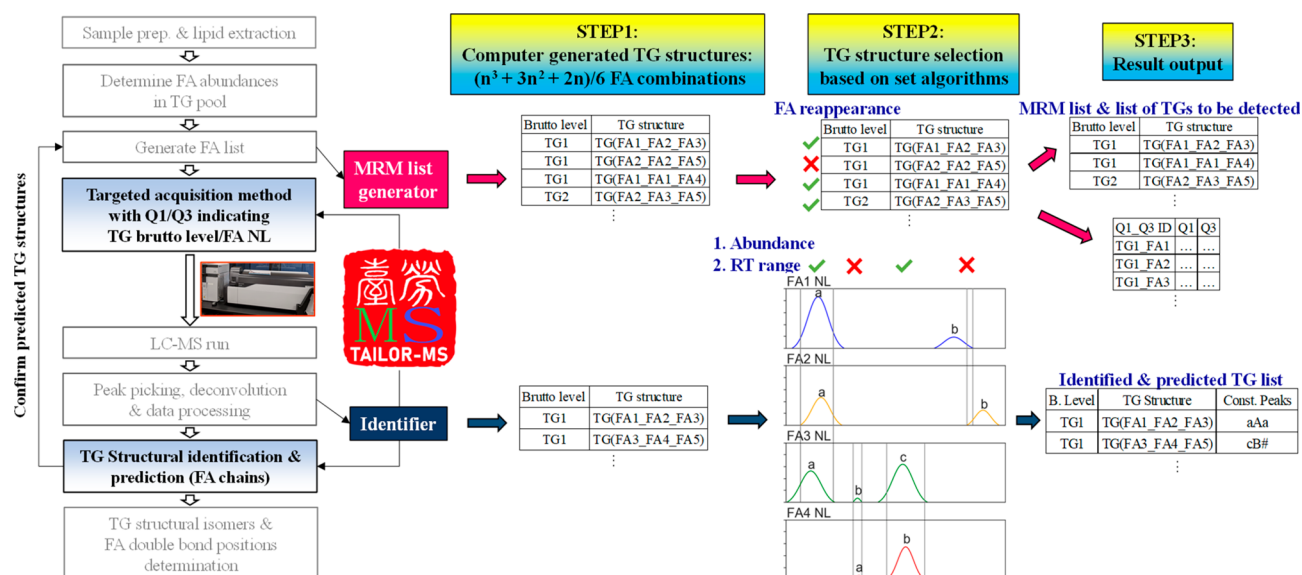 Sample prep. & lipid extraction
Determine FA abundances
in TG pool
Generate FA list
Targeted acquisition method
with Q1/Q3 indicating
TG brutto level/FA NL
LC-MS run
Peak picking, deconvolution
& data processing
TG Structural identification &
prediction (FA chains)
TG structural isomers &
FA double bond positions
determination
Confirm predicted TG structures
MRM list
generator
臺勞
MS
TAILOR-MS
Identifier
STEP1:
Computer generated TG structures:
(n³ + 3n² + 2n)/6 FA combinations
Brutto level TG structure
TG1 TG(FA1_FA2_FA3)
TG1 TG(FA2_FA2_FA5)
TG1 TG(FA1_FA1_FA4)
TG2 TG(FA2_FA3_FA5)
⋮
Brutto level TG structure
TG1 TG(FA1_FA2_FA3)
TG1 TG(FA3_FA4_FA5)
⋮
STEP2:
TG structure selection
based on set algorithms
FA reappearance
Brutto level TG structure
TG1 TG(FA1_FA2_FA3)
TG1 TG(FA2_FA2_FA5)
TG1 TG(FA1_FA1_FA4)
TG2 TG(FA2_FA3_FA5)
⋮
1. Abundance
2. RT range
FA1 NL
a
b
FA2 NL
a
b
FA3 NL
a
b
c
FA4 NL
a
b
STEP3:
Result output
MRM list & list of TGs to be detected
Brutto level TG structure
TG1 TG(FA1_FA2_FA3)
TG1 TG(FA1_FA1_FA4)
TG2 TG(FA2_FA3_FA5)
⋮
Q1_Q3 ID Q1 Q3
TG1_FA1 … …
TG1_FA2 … …
TG1_FA3 … …
⋮
Identified & predicted TG list
B. Level TG Structure Const. Peaks
TG1 TG(FA1_FA2_FA3) aAa
TG1 TG(FA3_FA4_FA5) cB#
⋮